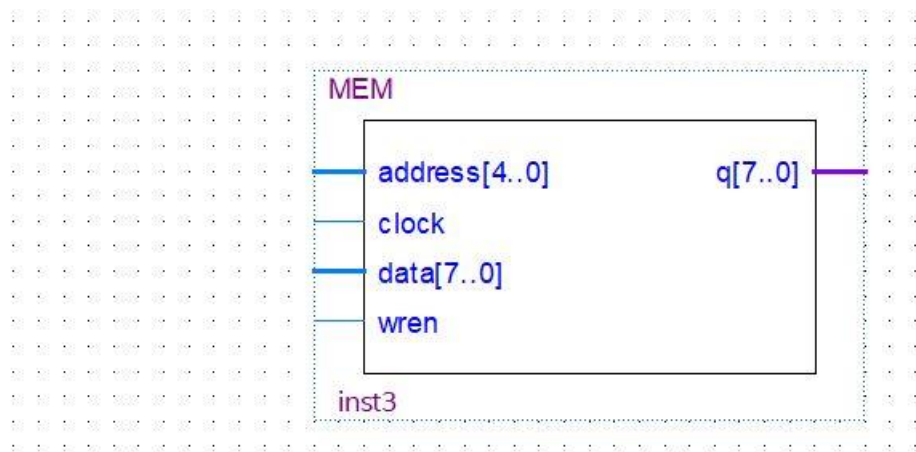 MEM
address[4..0] q[7..0]
clock
data[7..0]
wren
inst3